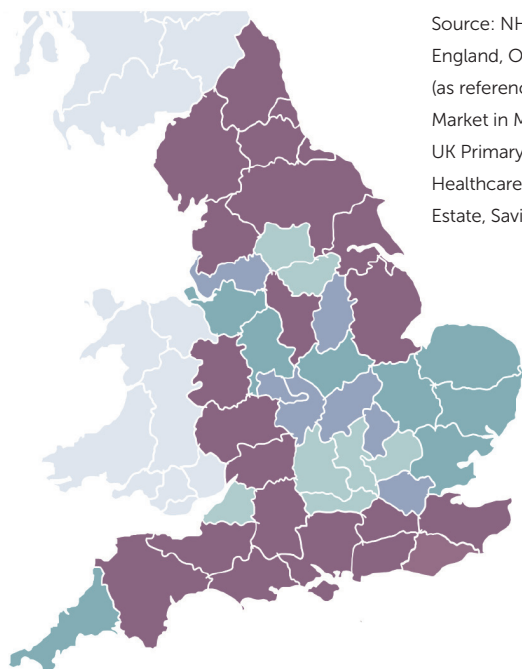 Source: NH
England, O
(as referenc
Market in M
UK Primary
Healthcare
Estate, Savi